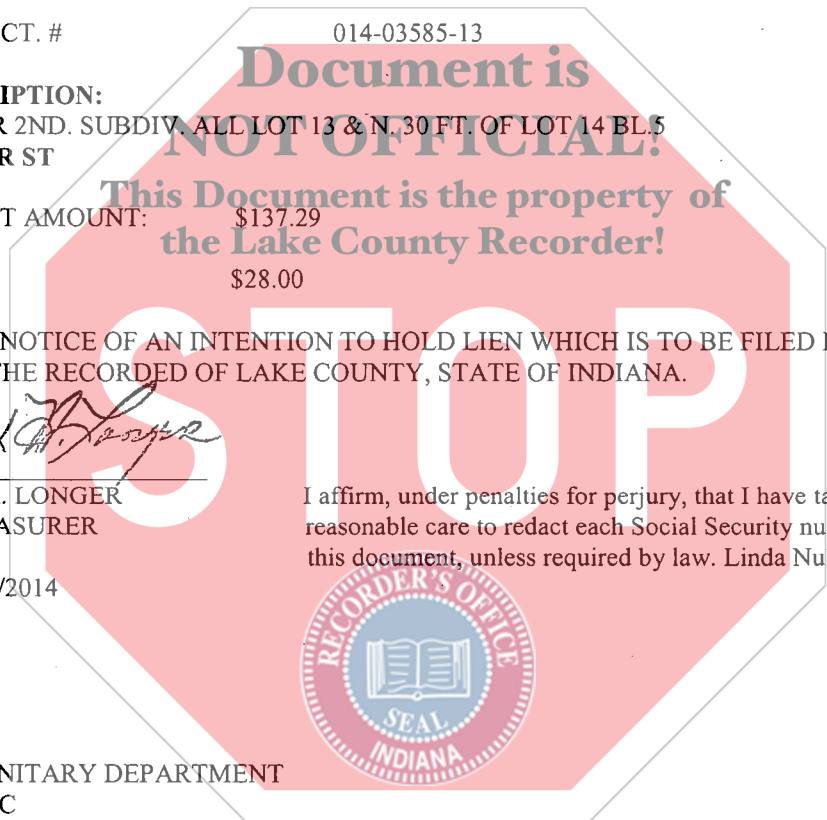 CT. # 014-03585-13
Document is
IPTION:
R 2ND. SUBDIV. ALL LOT 13 & N. 30 FT. OF LOT 14 BL.5
NOT OFFICIAL!
R ST
This Document is the property of
T AMOUNT: $137.29
the Lake County Recorder!
$28.00
STOP
NOTICE OF AN INTENTION TO HOLD LIEN WHICH IS TO BE FILED
HE RECORDED OF LAKE COUNTY, STATE OF INDIANA.
. LONGER
ASURER
/2014
I affirm, under penalties for perjury, that I have ta
reasonable care to redact each Social Security nu
this document, unless required by law. Linda Nu
RECORDER'S OFFICE
SEAL
INDIANA
NITARY DEPARTMENT
C